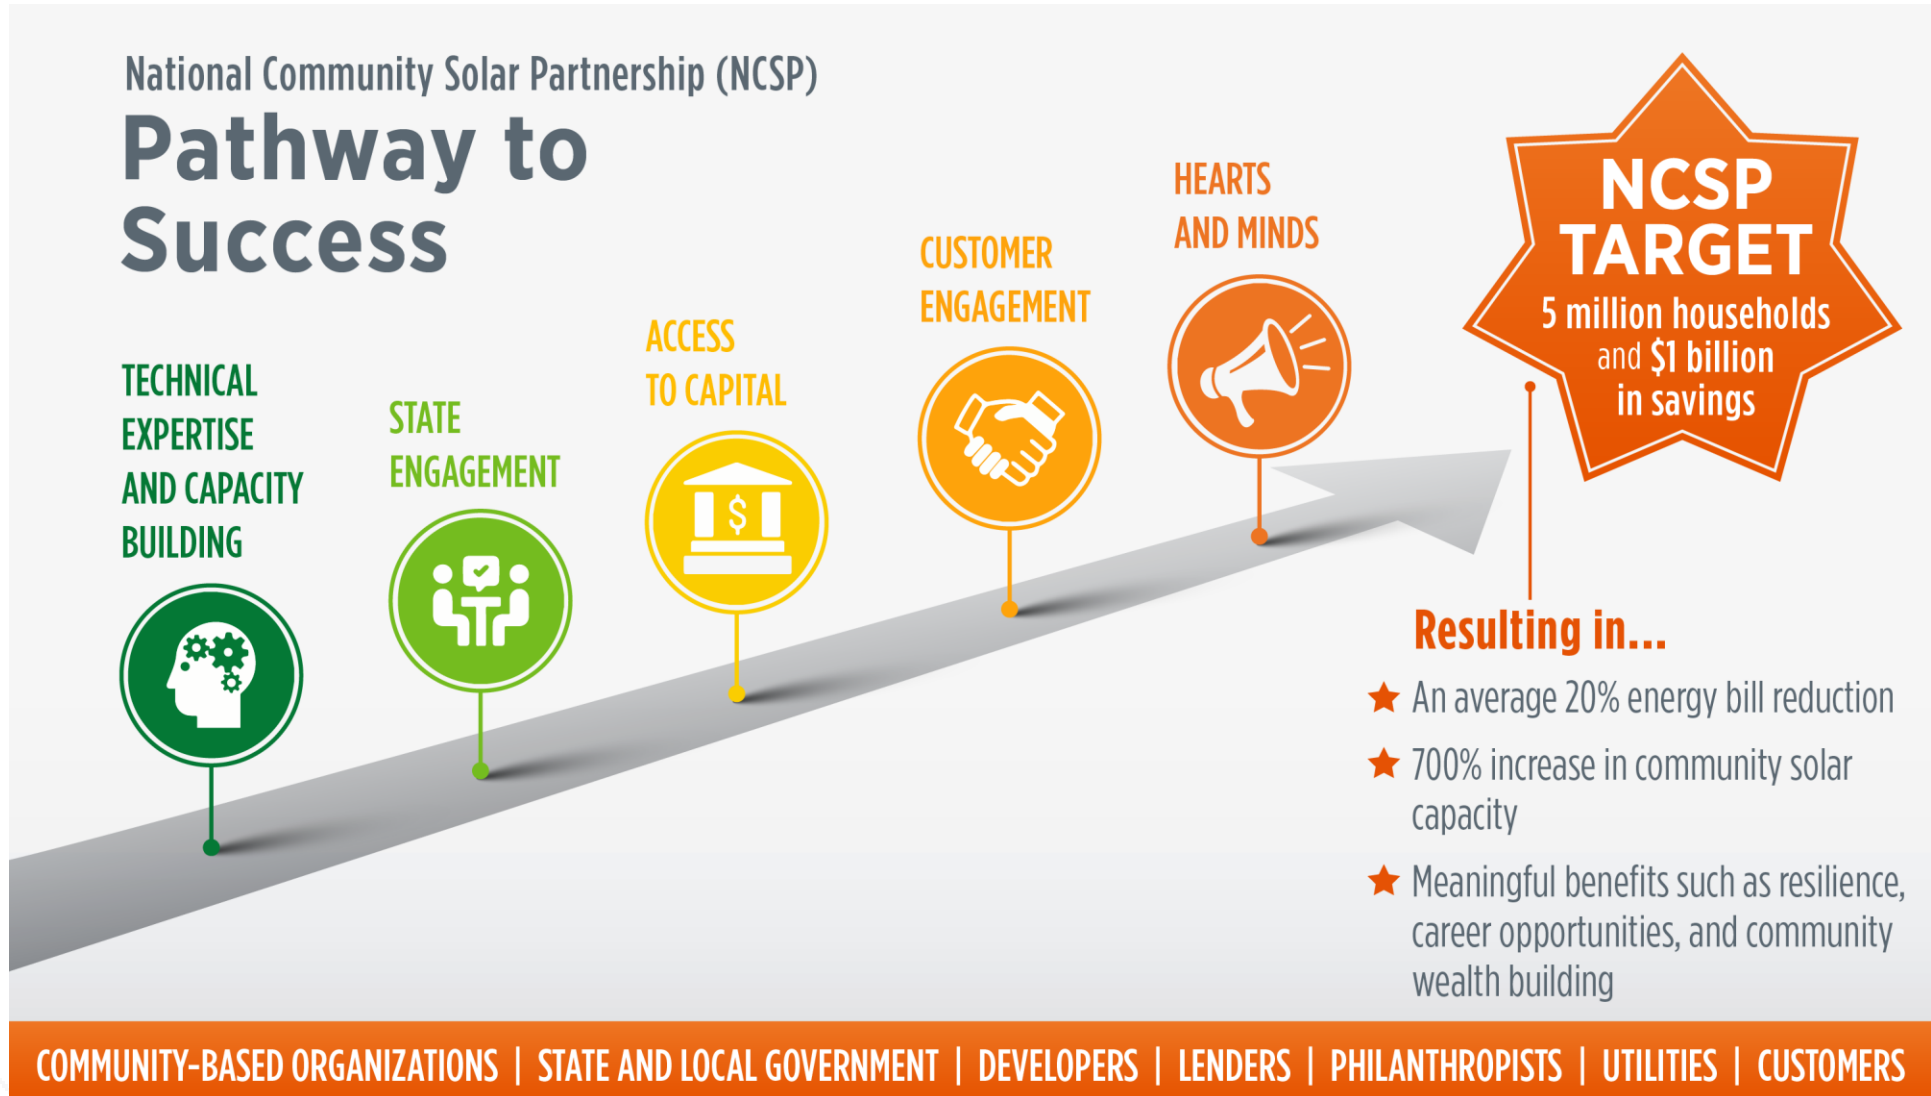 National Community Solar Partnership (NCSP)
Pathway to
Success
TECHNICAL
EXPERTISE
AND CAPACITY
BUILDING
STATE
ENGAGEMENT
ACCESS
TO CAPITAL
$
CUSTOMER
ENGAGEMENT
HEARTS
AND MINDS
NCSP
TARGET
5 million households
and $1 billion
in savings
Resulting in...
An average 20% energy bill reduction
700% increase in community solar
capacity
Meaningful benefits such as resilience,
career opportunities, and community
wealth building
COMMUNITY-BASED ORGANIZATIONS | STATE AND LOCAL GOVERNMENT | DEVELOPERS | LENDERS | PHILANTHROPISTS | UTILITIES | CUSTOMERS